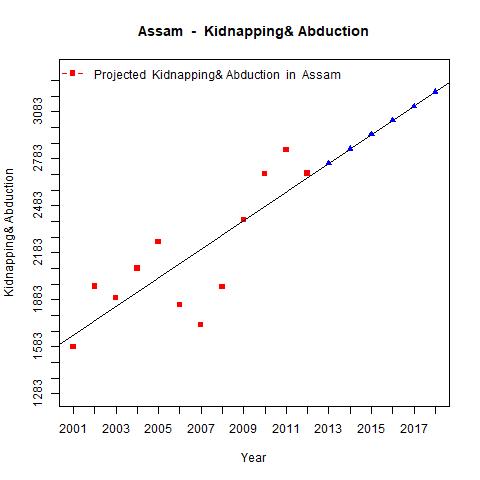 Assam - Kidnapping& Abduction
Projected Kidnapping& Abduction in Assam
Kidnapping& Abduction
3083
2783
2483
2183
1883
1583
1283
2001 2003 2005 2007 2009 2011 2013 2015 2017
Year